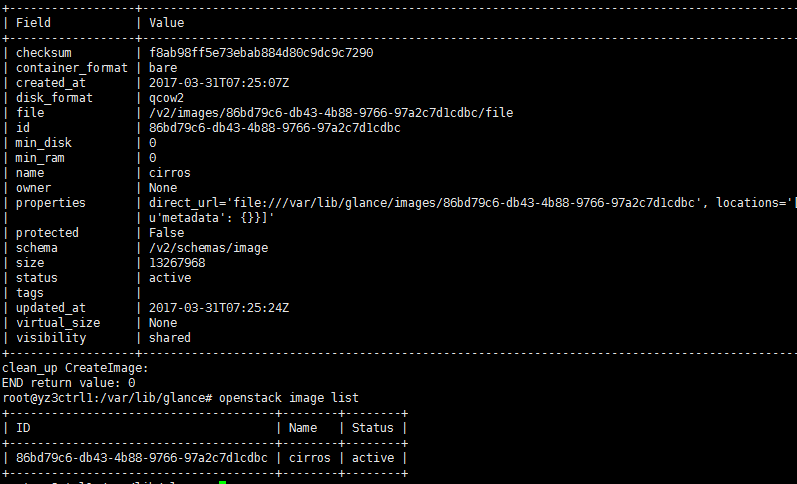 | Field | Value
| checksum | f8ab98ff5e73ebab884d80c9dc9c7290
| container_format | bare
| created_at | 2017-03-31T07:25:07Z
| disk_format | qcow2
| file | /v2/images/86bd79c6-db43-4b88-9766-97a2c7d1cdbc/file
| id | 86bd79c6-db43-4b88-9766-97a2c7d1cdbc
| min_disk | 0
| min_ram | 0
| name | cirros
| owner | None
| properties | direct_url='file:///var/lib/glance/images/86bd79c6-db43-4b88-9766-97a2c7d1cdbc', locations='[
| | u'metadata': {}}]'
| protected | False
| schema | /v2/schemas/image
| size | 13267968
| status | active
| tags |
| updated_at | 2017-03-31T07:25:24Z
| virtual_size | None
| visibility | shared
clean_up CreateImage:
END return value: 0
root@yz3ctrl1:/var/lib/glance# openstack image list
| ID | Name | Status |
| 86bd79c6-db43-4b88-9766-97a2c7d1cdbc | cirros | active |